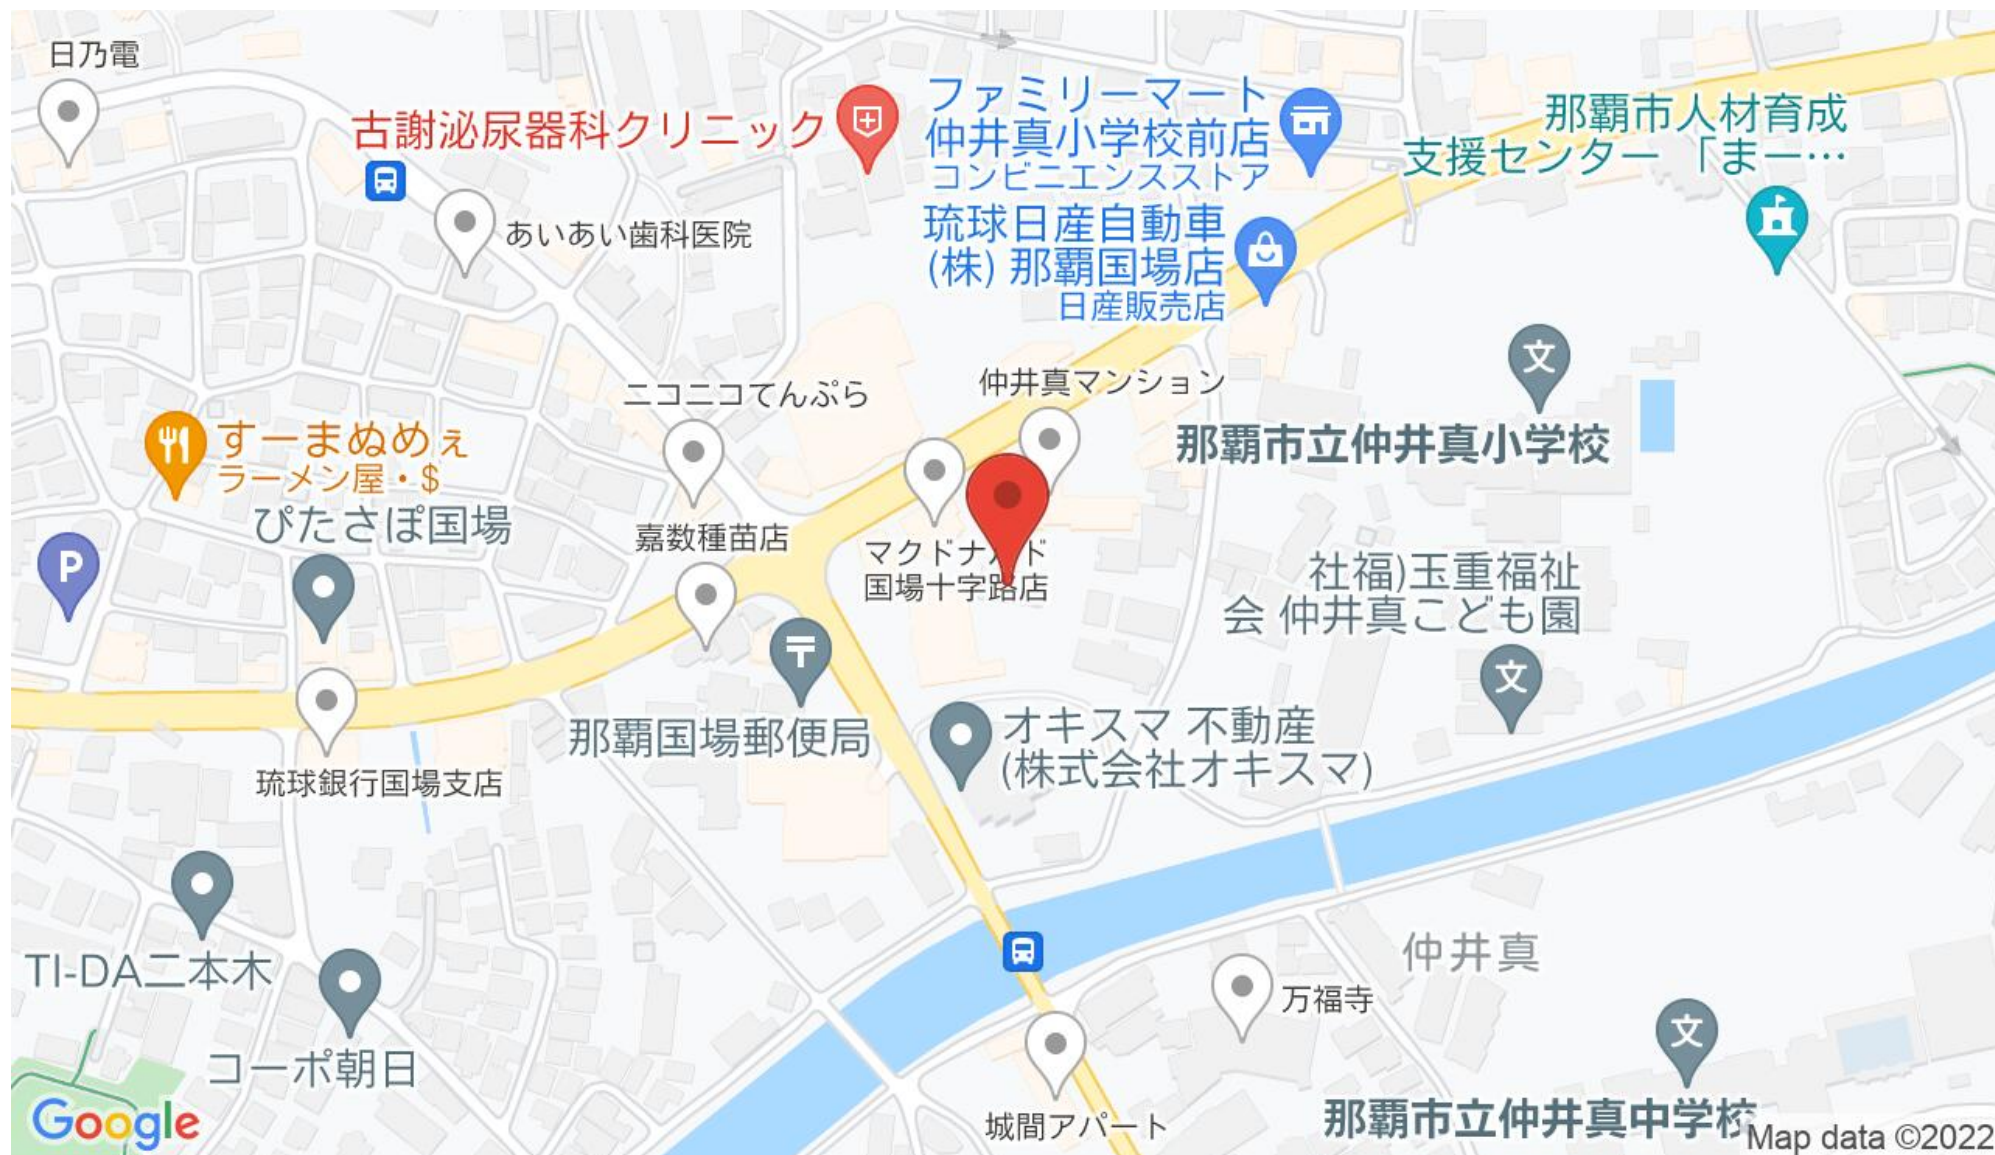 日乃電
古謝泌尿器科クリニック
ファミリーマート
仲井真小学校前店
コンビニエンスストア
那覇市人材育成
支援センター 「まー…
あいあい歯科医院
琉球日産自動車
(株) 那覇国場店
日産販売店
ニコニコてんぷら
仲井真マンション
文
那覇市立仲井真小学校
すーまぬめぇ
ラーメン屋・$
ぴたさぽ国場
嘉数種苗店
マクドナルド
国場十字路店
P
社福)玉重福祉
会 仲井真こども園
〒
文
那覇国場郵便局
オキスマ 不動産
(株式会社オキスマ)
琉球銀行国場支店
TI-DA二本木
仲井真
万福寺
コーポ朝日
文
城間アパート
那覇市立仲井真中学校
Google
Map data ©2022